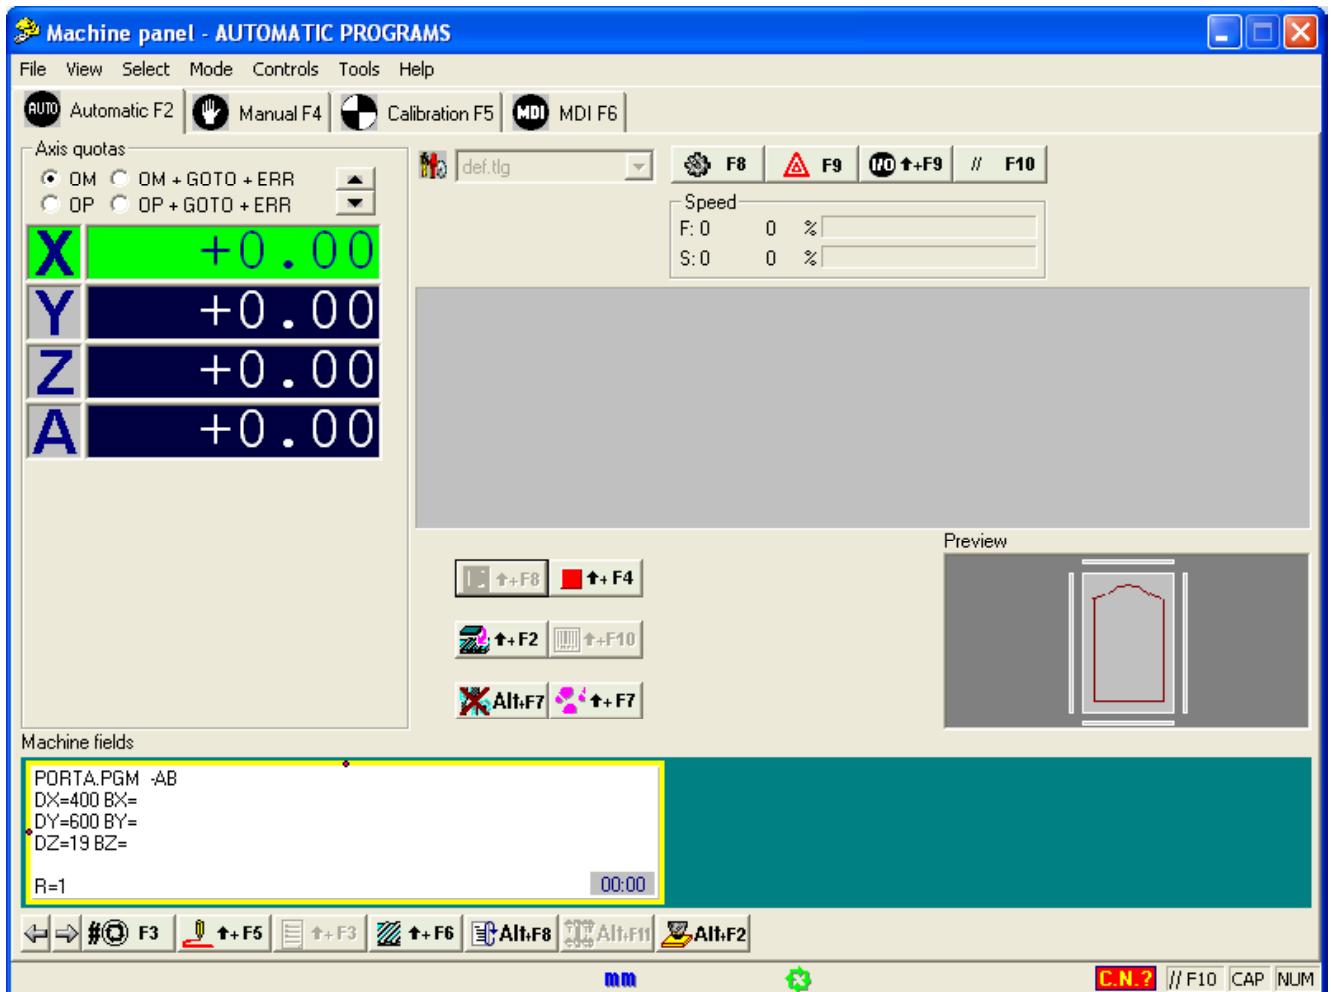 Machine panel - AUTOMATIC PROGRAMS
File View Select Mode Controls Tools Help
AUTO Automatic F2 Manual F4 Calibration F5 MDI MDI F6
Axis quotas
OM OM + GOTO + ERR
OP OP + GOTO + ERR
X +0.00
Y +0.00
Z +0.00
A +0.00
def.tlg
F8 F9 I/O +F9 // F10
Speed
F: 0 0 %
S: 0 0 %
+F8 + F4
+ F2 +F10
Alt+F7 + F7
Preview
Machine fields
PORTA.PGM -AB
DX=400 BX=
DY=600 BY=
DZ=19 BZ=
R=1 00:00
# F3 + F5 + F3 + F6 Alt+F8 Alt+F11 Alt+F2
mm C.N.? // F10 CAP NUM